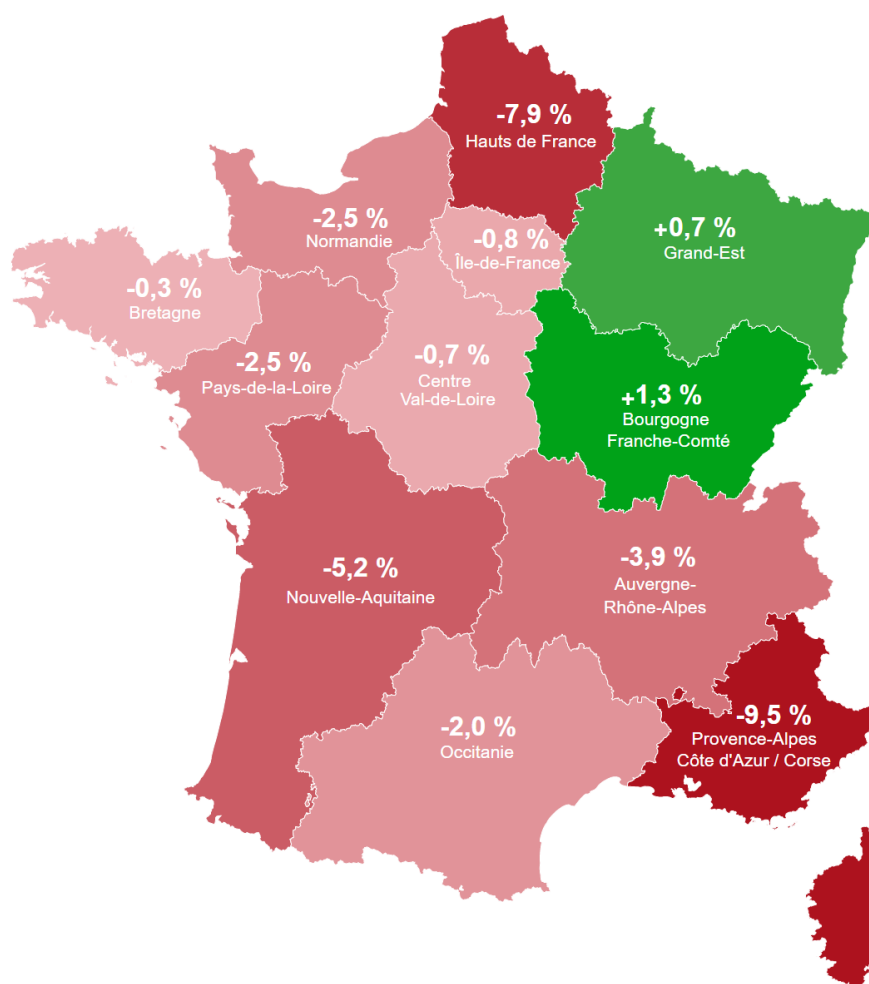 -7,9 %
Hauts de France
-2,5 %
Normandie
-0,8 %
Île-de-France
+0,7 %
Grand-Est
-0,3 %
Bretagne
-2,5 %
Pays-de-la-Loire
-0,7 %
Centre
Val-de-Loire
+1,3 %
Bourgogne
Franche-Comté
-5,2 %
Nouvelle-Aquitaine
-3,9 %
Auvergne-
Rhône-Alpes
-2,0 %
Occitanie
-9,5 %
Provence-Alpes
Côte d'Azur / Corse